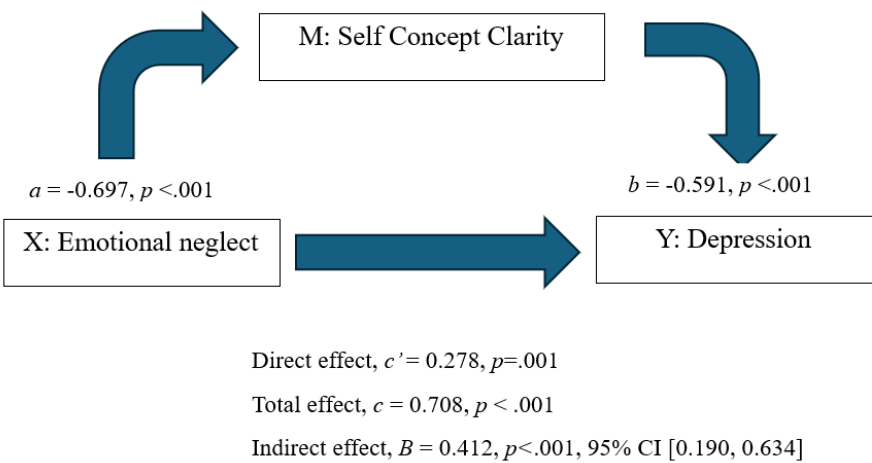 M: Self Concept Clarity
a = -0.697, p <.001
b = -0.591, p <.001
X: Emotional neglect
Y: Depression
Direct effect, c’= 0.278, p=.001
Total effect, c = 0.708, p < .001
Indirect effect, B = 0.412, p<.001, 95% CI [0.190, 0.634]